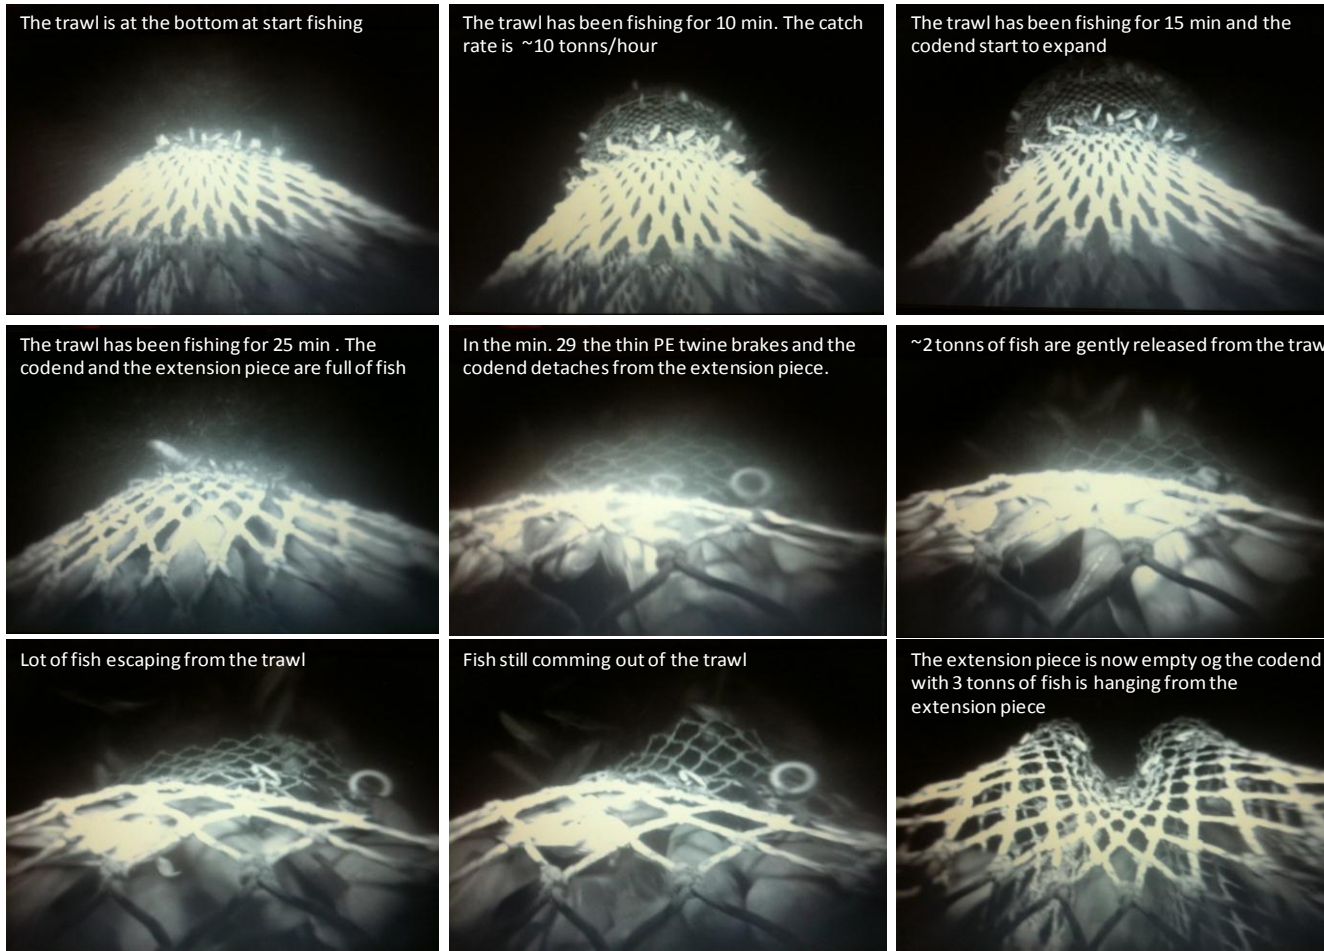 The trawl is at the bottom at start fishing
The trawl has been fishing for 10 min. The catch
rate is ~10 tonns/hour
The trawl has been fishing for 15 min and the
codend start to expand
The trawl has been fishing for 25 min . The
codend and the extension piece are full of fish
In the min. 29 the thin PE twine brakes and the
codend detaches from the extension piece.
~2 tonns of fish are gently released from the traw
Lot of fish escaping from the trawl
Fish still comming out of the trawl
The extension piece is now empty og the codend
with 3 tonns of fish is hanging from the
extension piece